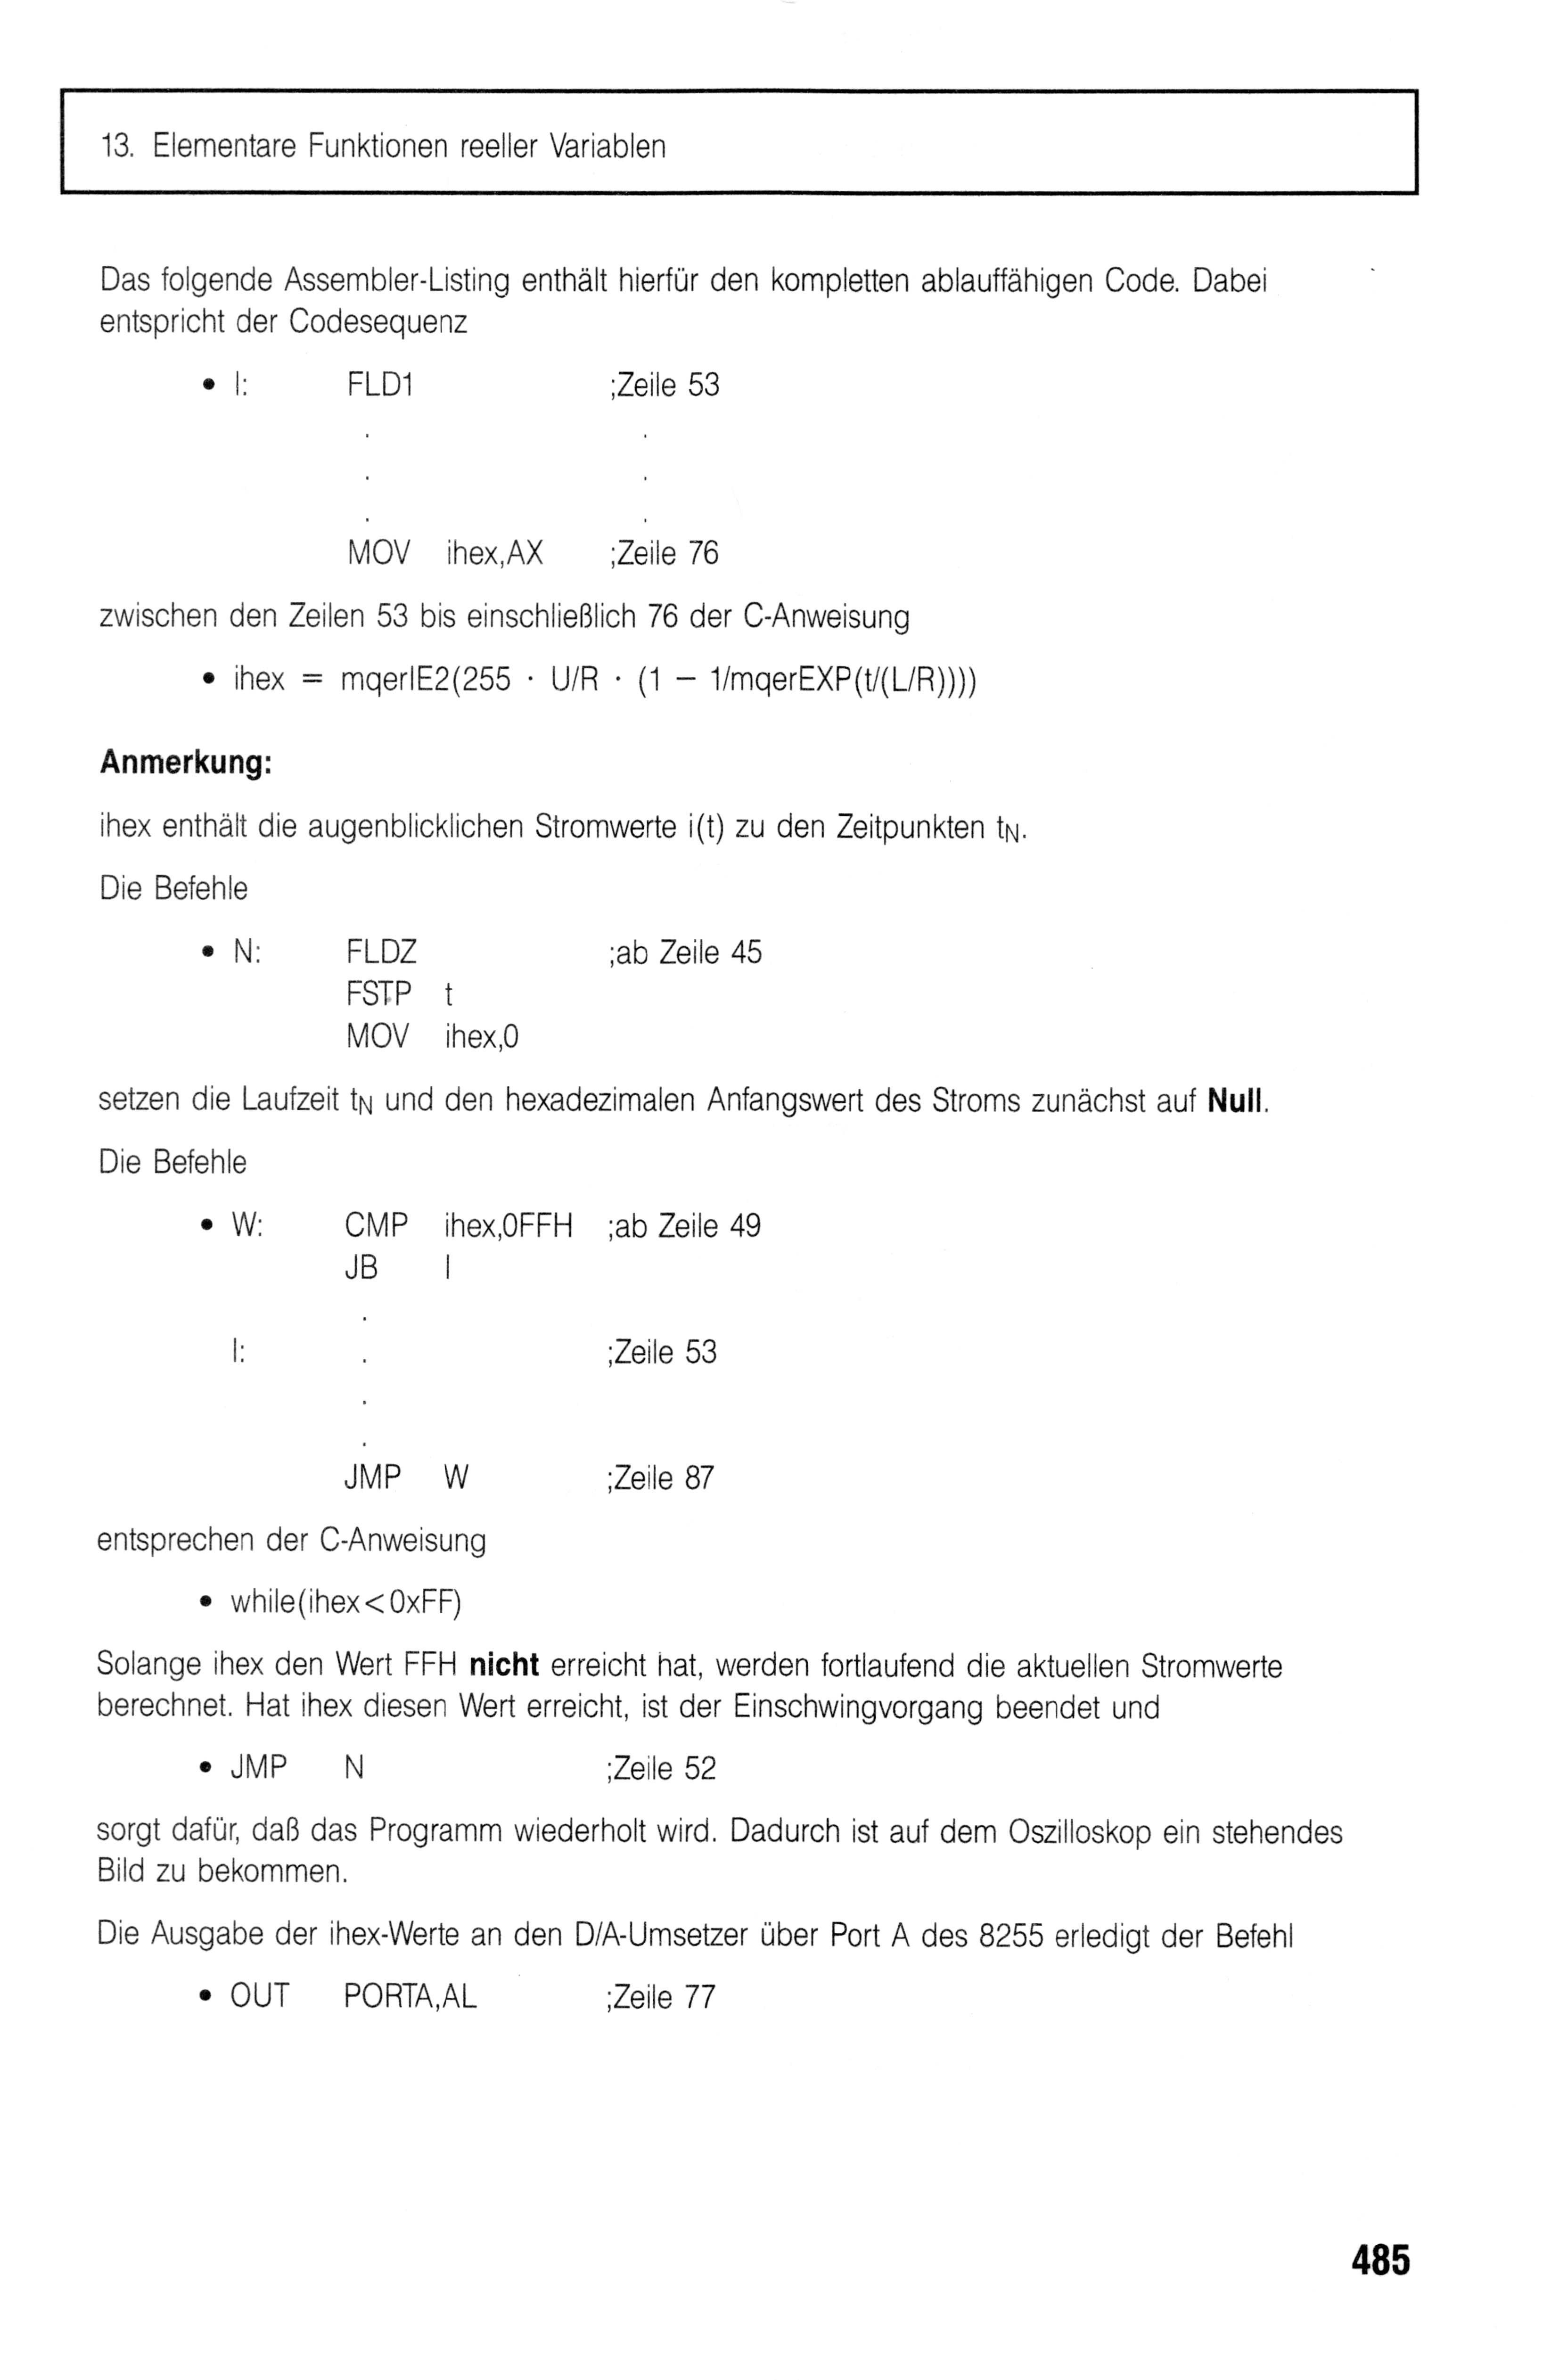 13. Elementare Funktionen reeller Variablen
Das folgende Assembler-Listing enthält hierfür den kompletten ablauffähigen Code. Dabei
entspricht der Codesequenz
• I: FLD1 ;Zeile 53
. .
. .
. .
MOV ihex,AX ;Zeile 76
zwischen den Zeilen 53 bis einschließlich 76 der C-Anweisung
• ihex = mqerIE2(255 · U/R · (1 − 1/mqerEXP(t/(L/R))))
Anmerkung:
ihex enthält die augenblicklichen Stromwerte i(t) zu den Zeitpunkten tN.
Die Befehle
• N: FLDZ ;ab Zeile 45
FSTP t
MOV ihex,0
setzen die Laufzeit tN und den hexadezimalen Anfangswert des Stroms zunächst auf Null.
Die Befehle
• W: CMP ihex,0FFH ;ab Zeile 49
JB I
.
I: . ;Zeile 53
.
.
JMP W ;Zeile 87
entsprechen der C-Anweisung
• while(ihex<0xFF)
Solange ihex den Wert FFH nicht erreicht hat, werden fortlaufend die aktuellen Stromwerte
berechnet. Hat ihex diesen Wert erreicht, ist der Einschwingvorgang beendet und
• JMP N ;Zeile 52
sorgt dafür, daß das Programm wiederholt wird. Dadurch ist auf dem Oszilloskop ein stehendes
Bild zu bekommen.
Die Ausgabe der ihex-Werte an den D/A-Umsetzer über Port A des 8255 erledigt der Befehl
• OUT PORTA,AL ;Zeile 77
485